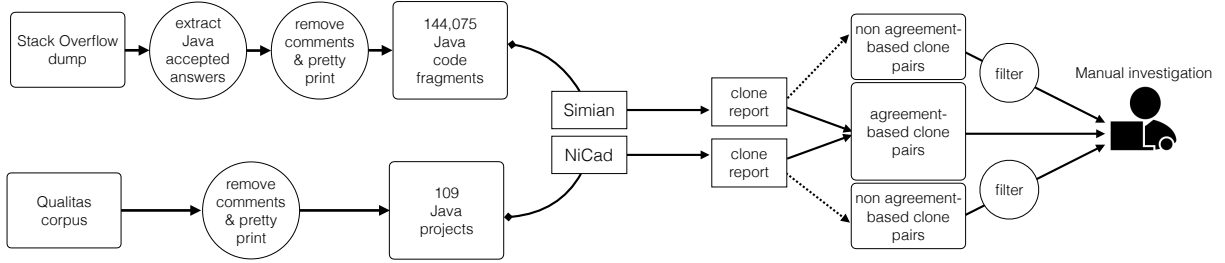 Stack Overflow
dump
extract
Java
accepted
answers
remove
comments
& pretty
print
144,075
Java
code
fragments
Qualitas
corpus
remove
comments
& pretty
print
109
Java
projects
Simian
NiCad
clone
report
clone
report
non agreement-
based clone
pairs
agreement-
based clone
pairs
non agreement-
based clone
pairs
filter
filter
Manual investigation